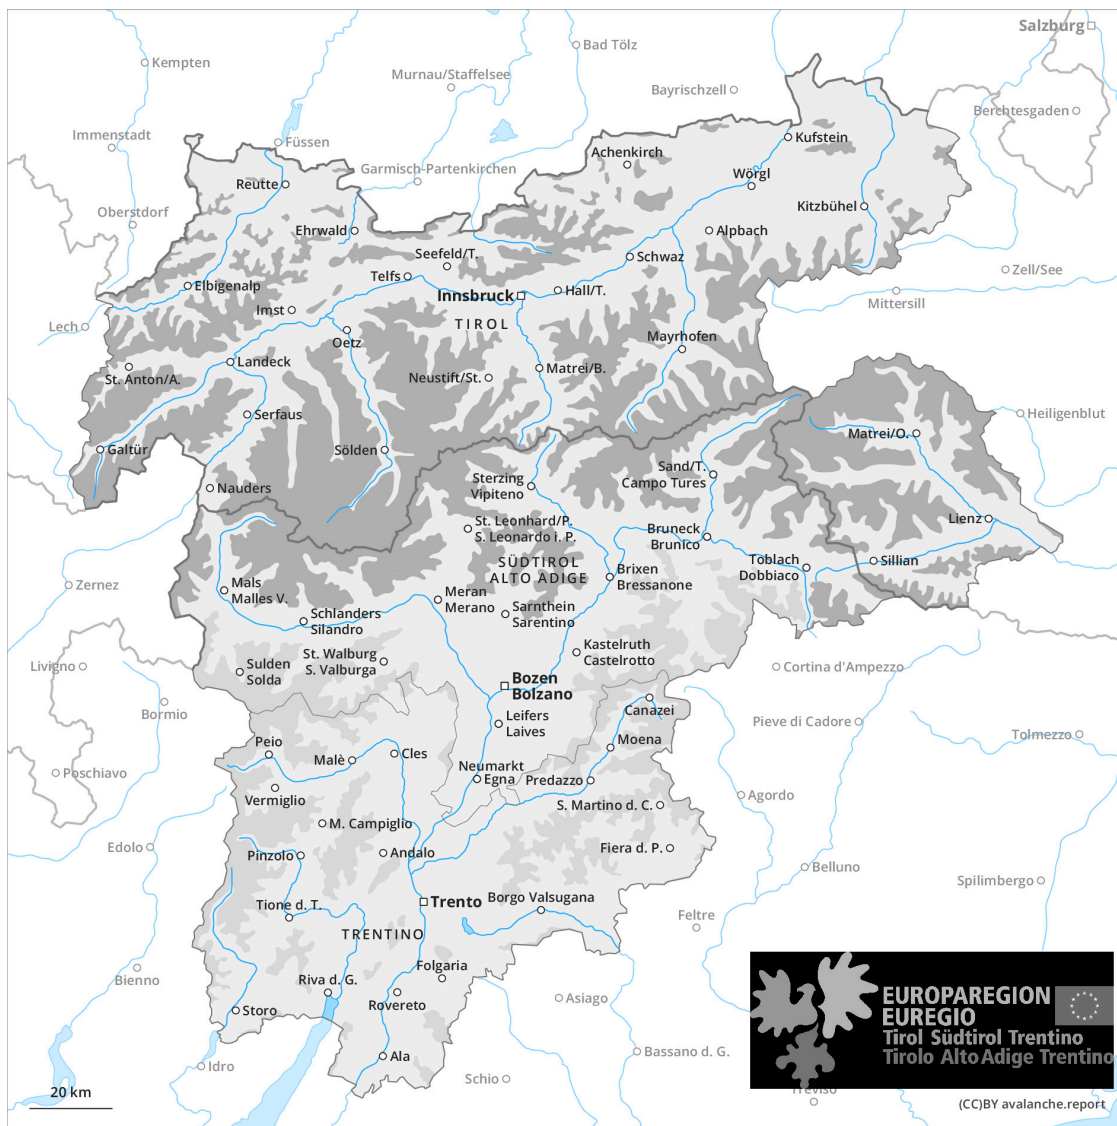 Salzburg
Bad Tölz
Kempten
Murnau/Staffelsee
Bayrischzell
Berchtesgaden
Immenstadt
Füssen
Kufstein
Achenkirch
Garmisch-Partenkirchen
Wörgl
Reutte
Kitzbühel
Oberstdorf
Ehrwald
Alpbach
Seefeld/T.
Schwaz
Zell/See
Telfs
Elbigenalp
Hall/T.
Innsbruck
Mittersill
Imst
TIROL
Lech
Oetz
Mayrhofen
Landeck
Matrei/B.
St. Anton/A.
Neustift/St.
Serfaus
Heiligenblut
Matrei/O.
Galtür
Sölden
Sand/T.
Campo Tures
Sterzing
Vipiteno
Nauders
St. Leonhard/P.
S. Leonardo i. P.
Lienz
Bruneck
Brunico
SÜDTIROL
ALTO ADIGE
Toblach
Dobbiaco
Sillian
Brixen
Bressanone
Zernez
Mals
Malles V.
Meran
Merano
Schlanders
Silandro
Sarnthein
Sarentino
Kastelruth
Castelrotto
St. Walburg
S. Valburga
Livigno
Sulden
Solda
Cortina d'Ampezzo
Bozen
Bolzano
Bormio
Canazei
Leifers
Laives
Pieve di Cadore
Tolmezzo
Peio
Malè
Cles
Moena
Poschiavo
Neumarkt
Egna
Predazzo
Vermiglio
Agordo
S. Martino d. C.
M. Campiglio
Edolo
Pinzolo
Andalo
Fiera d. P.
Belluno
Spilimbergo
Tione d. T.
Trento
Borgo Valsugana
Feltre
TRENTINO
Bienno
Folgaria
Riva d. G.
Rovereto
Asiago
Storo
EUROPAREGION
EUREGIO
Tirol Südtirol Trentino
Tirolo Alto Adige Trentino
Ala
Idro
Bassano d. G.
Schio
Treviso
20 km
(CC)BY avalanche.report